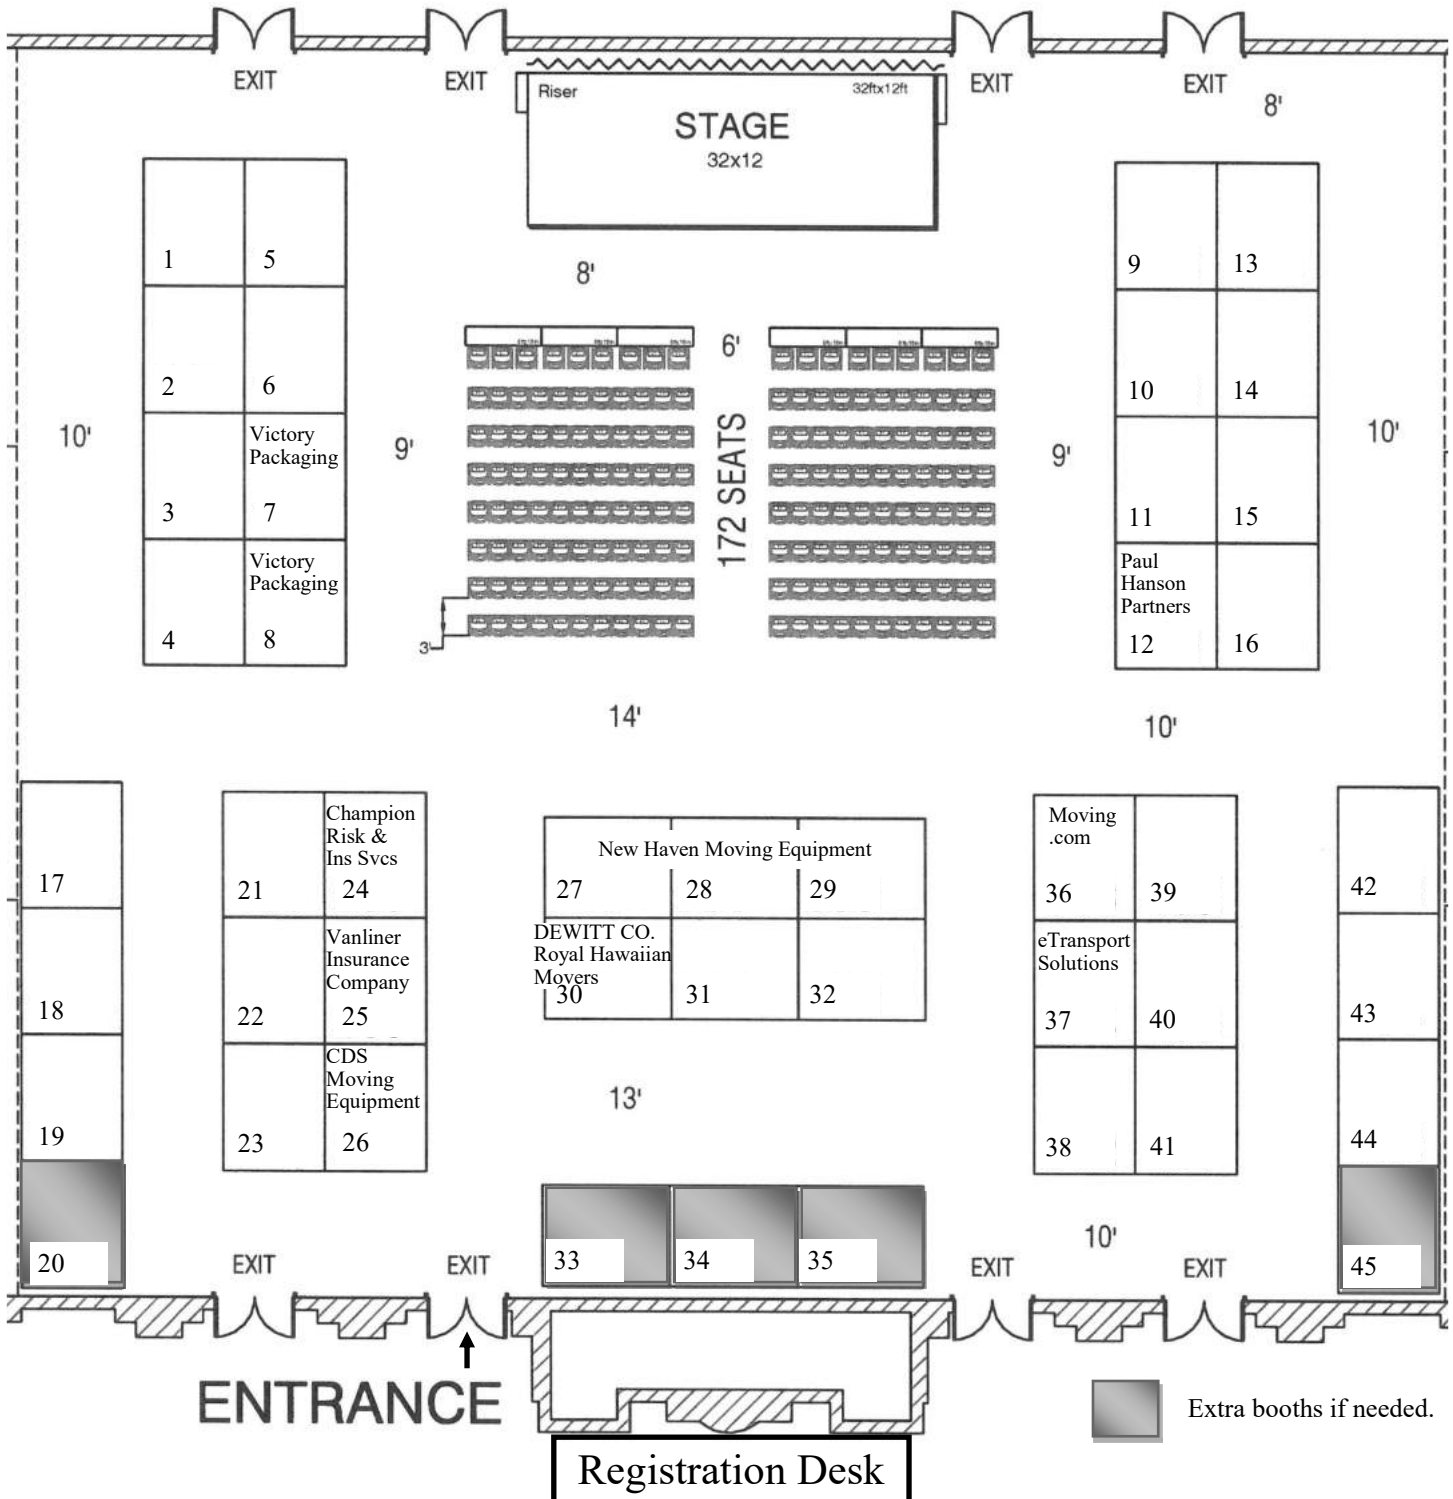 EXIT
EXIT
EXIT
EXIT
Riser
32ftx12ft
STAGE
32x12
8'
1
5
2
6
Victory
Packaging
3
7
Victory
Packaging
4
8
10'
9'
8'
6'
172 SEATS
3'
9'
9
13
10
14
11
15
Paul
Hanson
Partners
12
16
10'
14'
10'
17
18
19
20
21
Champion
Risk &
Ins Svcs
24
22
Vanliner
Insurance
Company
25
23
CDS
Moving
Equipment
26
New Haven Moving Equipment
27
28
29
DEWITT CO.
Royal Hawaiian
Movers
30
31
32
13'
33
34
35
Moving
.com
36
39
eTransport
Solutions
37
40
38
41
10'
42
43
44
45
EXIT
EXIT
EXIT
EXIT
ENTRANCE
Extra booths if needed.
Registration Desk